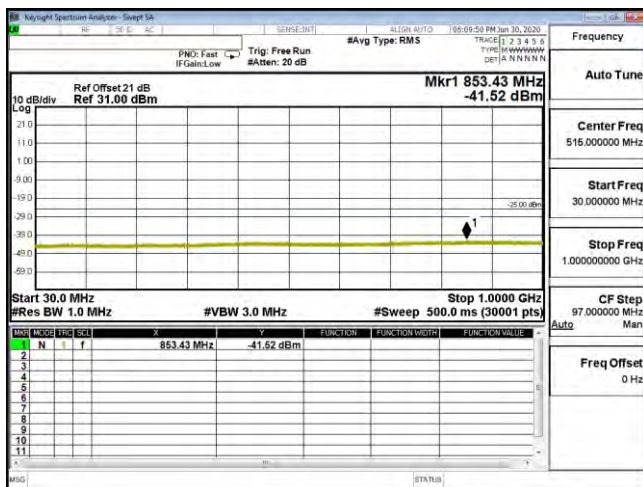 Keysight Spectrum Analyzer - Swept SA
RF 50 Ω AC SENSE:INT ALIGN AUTO 06:09:50 PM Jun 30, 2020
PNO: Fast Trig: Free Run #Avg Type: RMS TRACE 1 2 3 4 5 6
IFGain:Low #Atten: 20 dB TYPE M WWWWW
DET A N N N N N
Ref Offset 21 dB Mkr1 853.43 MHz
10 dB/div Ref 31.00 dBm -41.52 dBm
Log
21.0
11.0
1.00
-9.00
-19.0
-25.00 dBm
-29.0
1
-39.0
-49.0
-59.0
Start 30.0 MHz Stop 1.0000 GHz
#Res BW 1.0 MHz #VBW 3.0 MHz #Sweep 500.0 ms (30001 pts)
MKR MODE TRC SCL X Y FUNCTION FUNCTION WIDTH FUNCTION VALUE
1 N 1 f 853.43 MHz -41.52 dBm
2
3
4
5
6
7
8
9
10
11
MSG STATUS
Frequency
Auto Tune
Center Freq
515.000000 MHz
Start Freq
30.000000 MHz
Stop Freq
1.000000000 GHz
CF Step
97.000000 MHz
Auto Man
Freq Offset
0 Hz